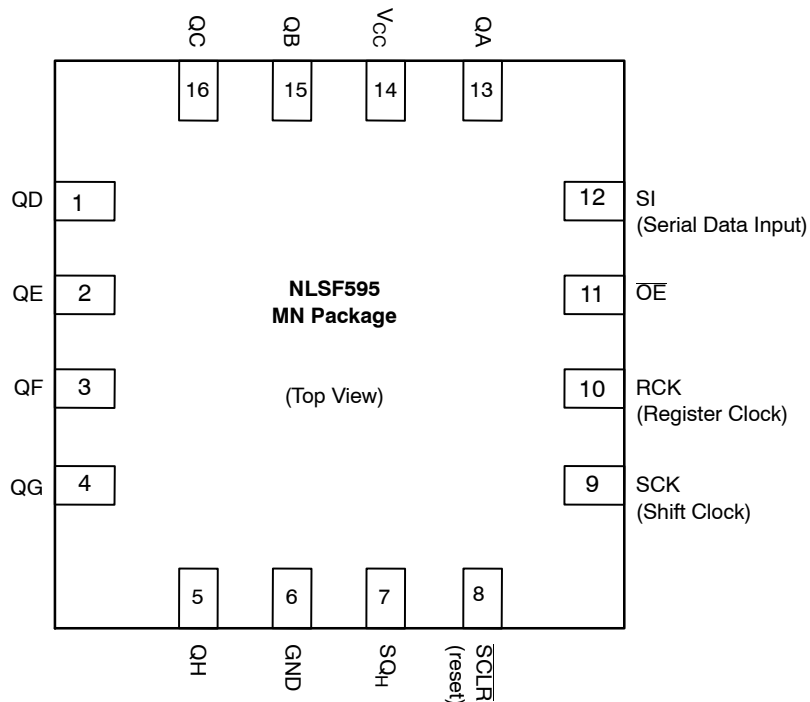 QC
QB
VCC
QA
16
15
14
13
QD
1
12
SI
(Serial Data Input)
QE
2
NLSF595
MN Package
11
O̅E̅
QF
3
(Top View)
10
RCK
(Register Clock)
QG
4
9
SCK
(Shift Clock)
5
6
7
8
QH
GND
SQH
S̅C̅L̅R̅
(reset)